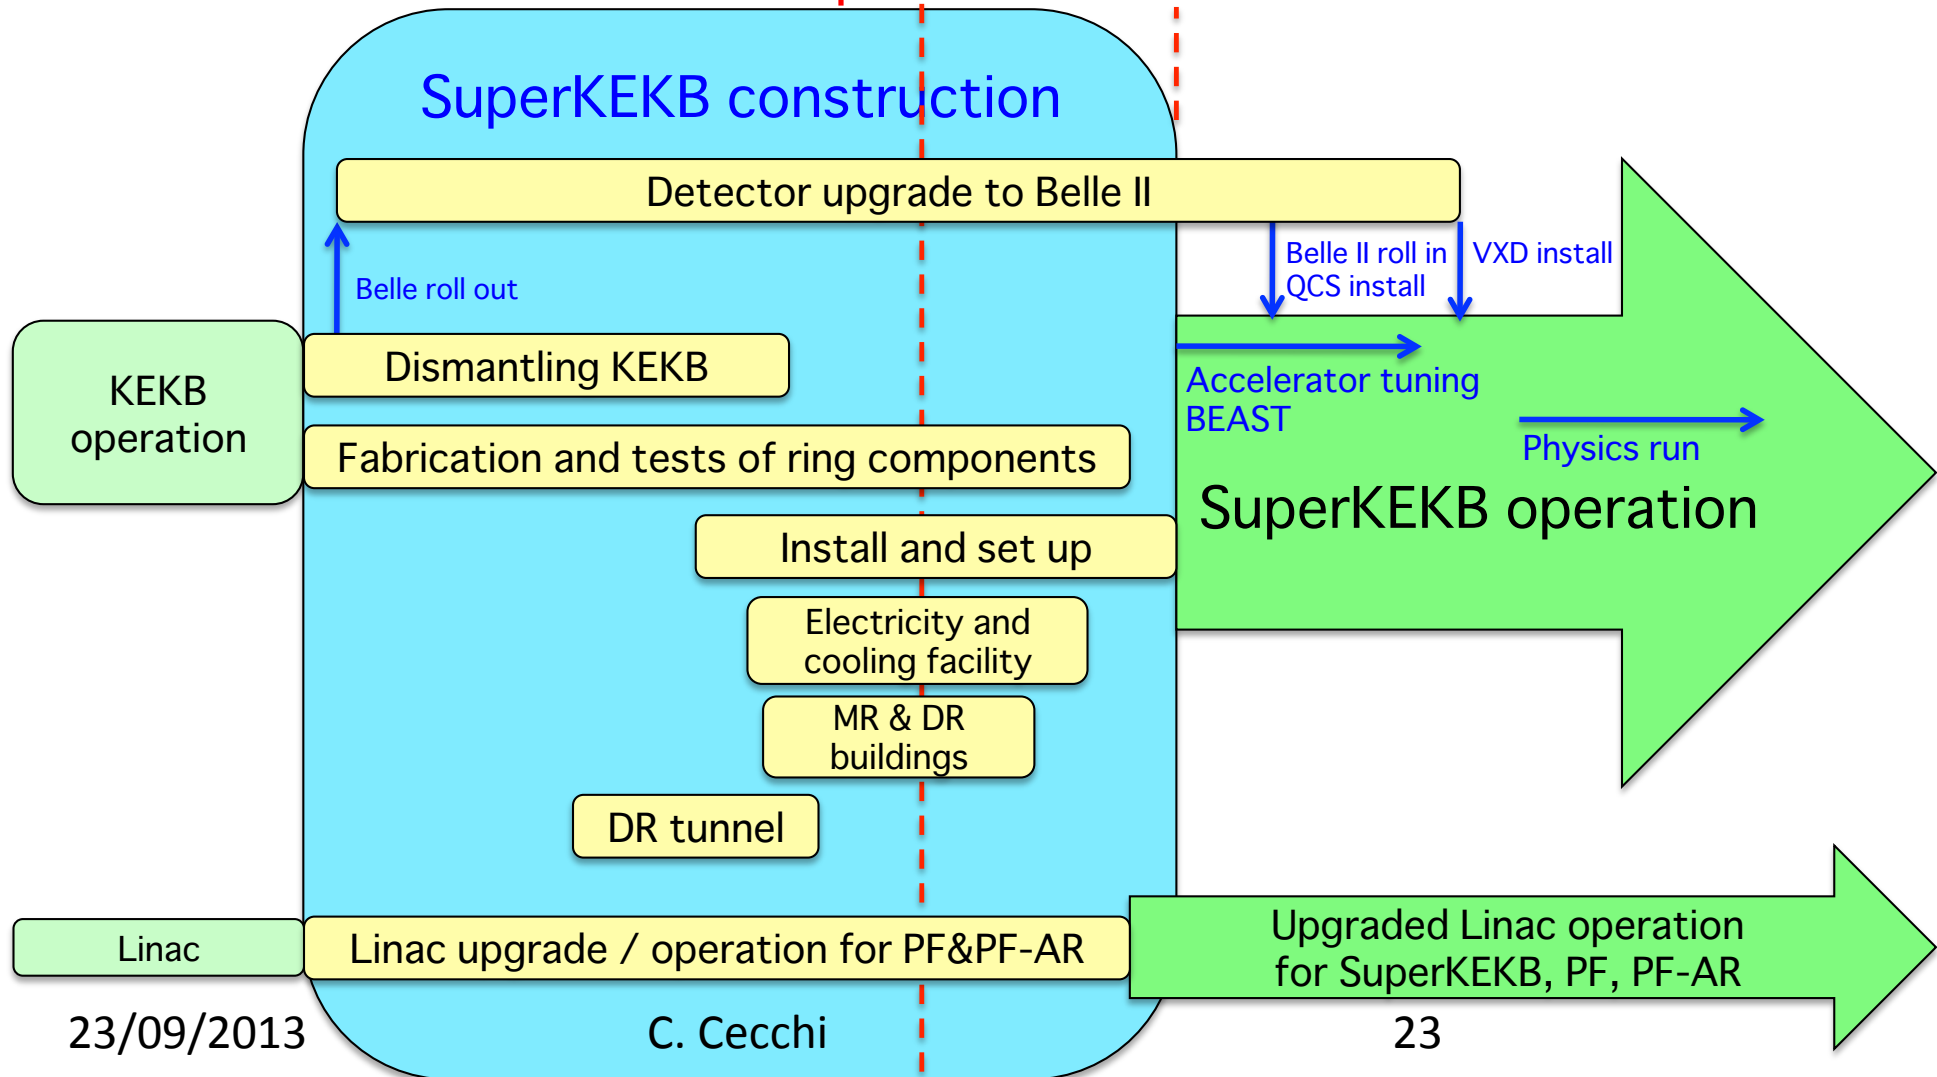 SuperKEKB construction
Detector upgrade to Belle II
Belle roll out
Belle II roll in
QCS install
VXD install
KEKB
operation
Dismantling KEKB
Accelerator tuning
BEAST
Physics run
Fabrication and tests of ring components
SuperKEKB operation
Install and set up
Electricity and
cooling facility
MR & DR
buildings
DR tunnel
Linac
Linac upgrade / operation for PF&PF-AR
Upgraded Linac operation
for SuperKEKB, PF, PF-AR
23/09/2013
C. Cecchi
23